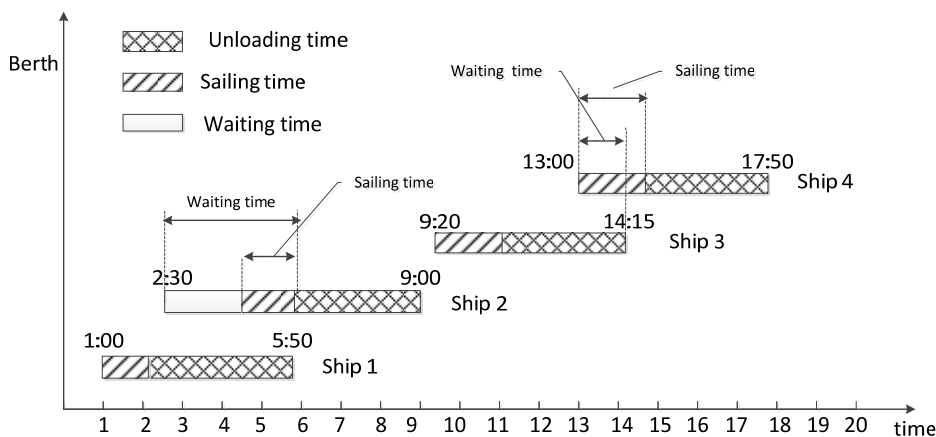 Unloading time
Berth
Sailing time
Waiting time
Waiting time
Sailing time
13:00
17:50
Ship 4
Sailing time
Waiting time
9:20
14:15
Ship 3
2:30
9:00
Ship 2
1:00
5:50
Ship 1
1 2 3 4 5 6 7 8 9 10 11 12 13 14 15 16 17 18 19 20
time